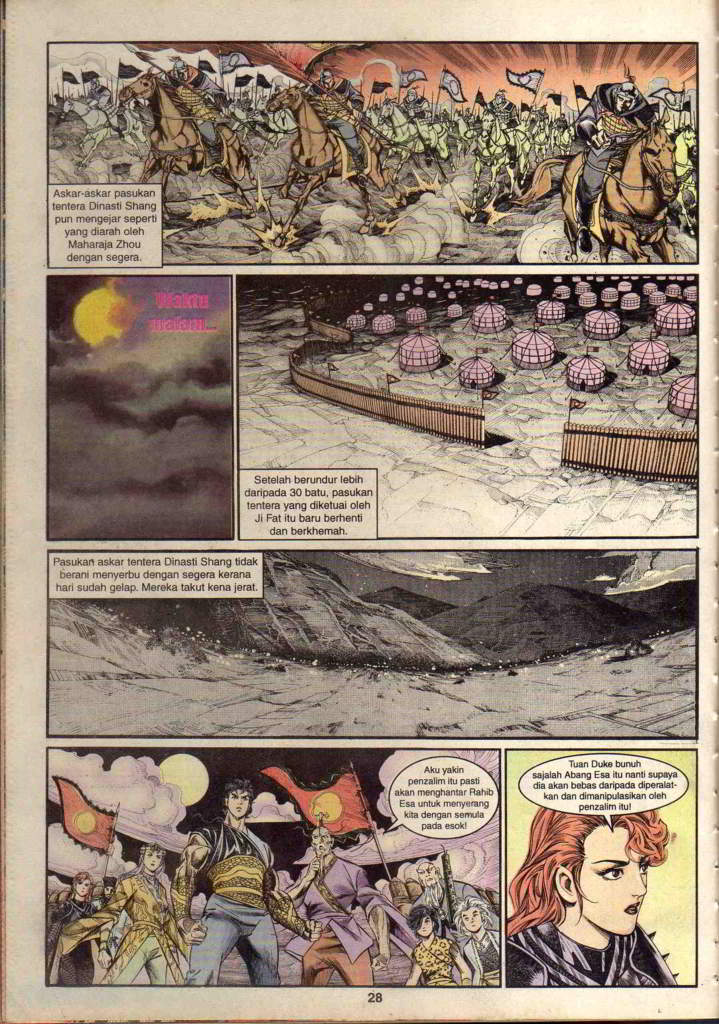 Askar-askar pasukan
tentera Dinasti Shang
pun mengejar seperti
yang diarah oleh
Maharaja Zhou
dengan segera.
Waktu
malam...
Setelah berundur lebih
daripada 30 batu, pasukan
tentera yang diketuai oleh
Ji Fat itu baru berhenti
dan berkhemah.
Pasukan askar tentera Dinasti Shang tidak
berani menyerbu dengan segera kerana
hari sudah gelap. Mereka takut kena jerat.
Aku yakin
penzalim itu pasti
akan menghantar Rahib
Esa untuk menyerang
kita dengan semula
pada esok!
Tuan Duke bunuh
sajalah Abang Esa itu nanti supaya
dia akan bebas daripada diperalat-
kan dan dimanipulasikan oleh
penzalim itu!
28